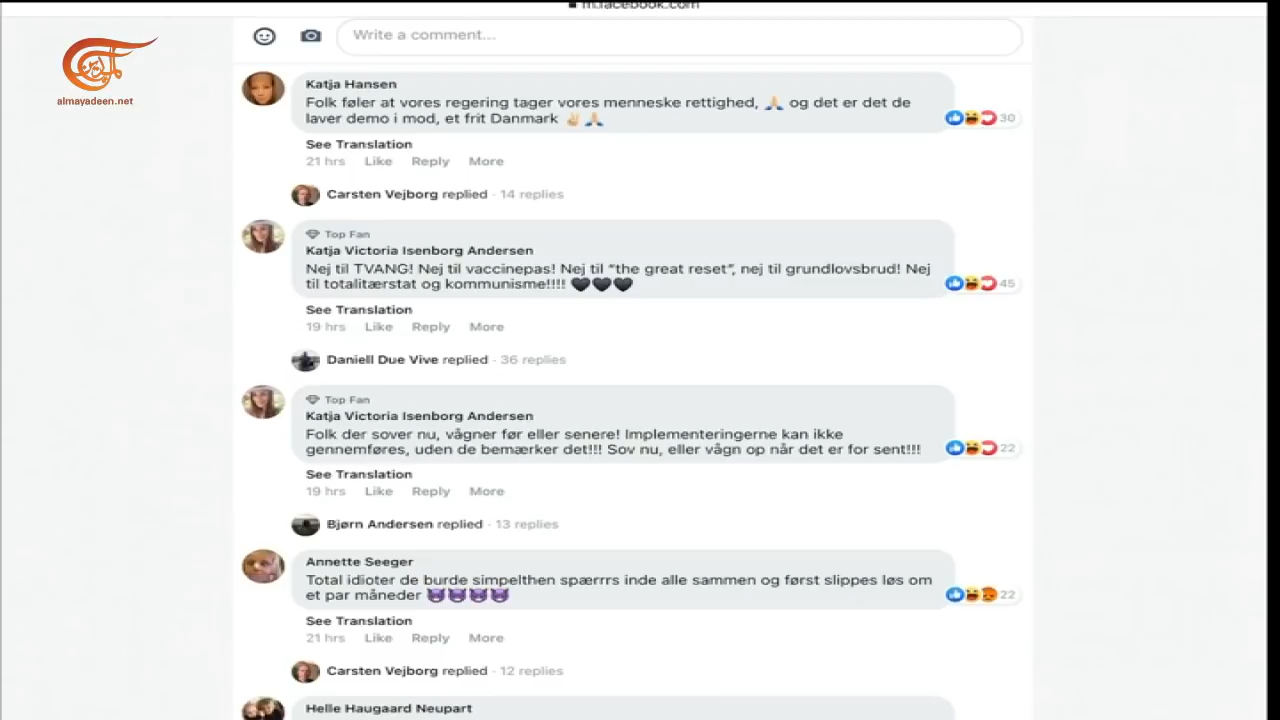 m.facebook.com
Write a comment...
الميادين
almayadeen.net
Katja Hansen
Folk føler at vores regering tager vores menneske rettighed, 🙏 og det er det de
laver demo i mod, et frit Danmark ✌🙏
30
See Translation
21 hrs Like Reply More
Carsten Vejborg replied · 14 replies
Top Fan
Katja Victoria Isenborg Andersen
Nej til TVANG! Nej til vaccinepas! Nej til "the great reset", nej til grundlovsbrud! Nej
til totalitærstat og kommunisme!!!! 🖤🖤🖤
45
See Translation
19 hrs Like Reply More
Daniell Due Vive replied · 36 replies
Top Fan
Katja Victoria Isenborg Andersen
Folk der sover nu, vågner før eller senere! Implementeringerne kan ikke
gennemføres, uden de bemærker det!!! Sov nu, eller vågn op når det er for sent!!!
22
See Translation
19 hrs Like Reply More
Bjørn Andersen replied · 13 replies
Annette Seeger
Total idioter de burde simpelthen spærrrs inde alle sammen og først slippes løs om
et par måneder 👿👿👿👿
22
See Translation
21 hrs Like Reply More
Carsten Vejborg replied · 12 replies
Helle Haugaard Neupart